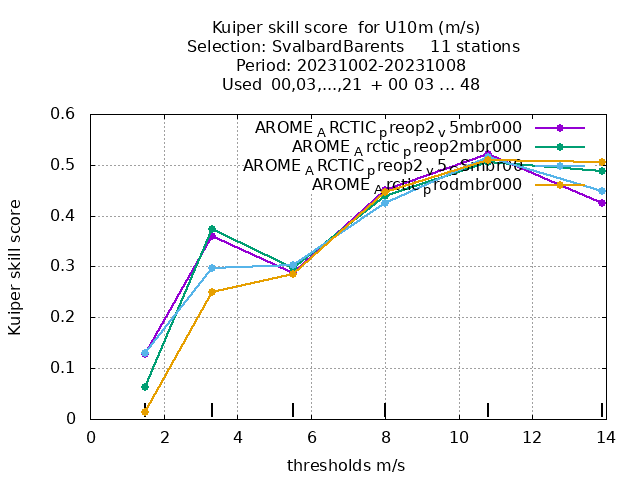 Kuiper skill score for U10m (m/s)
Selection: SvalbardBarents 11 stations
Period: 20231002-20231008
Used 00,03,...,21 + 00 03 ... 48
AROME_ARCTIC_preop2_v5mbr000
AROME_Arctic_preop2mbr000
AROME_ARCTIC_preop2_v5
AROME_Arctic_prodmbr000
Kuiper skill score
0.6
0.5
0.4
0.3
0.2
0.1
0
0 2 4 6 8 10 12 14
thresholds m/s